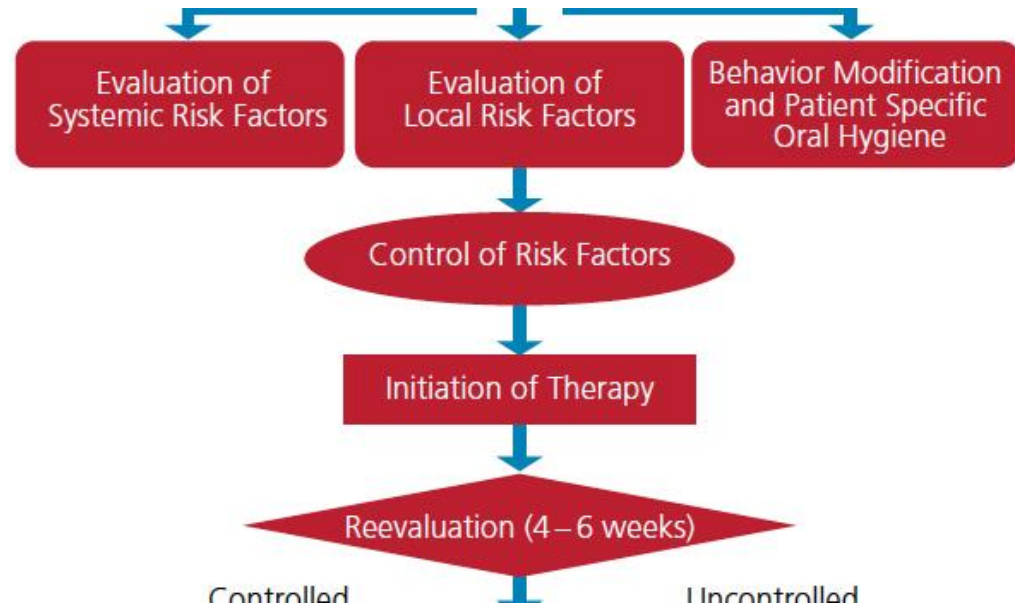 Evaluation of
Systemic Risk Factors
Evaluation of
Local Risk Factors
Behavior Modification
and Patient Specific
Oral Hygiene
Control of Risk Factors
Initiation of Therapy
Reevaluation (4–6 weeks)
Controlled
Uncontrolled